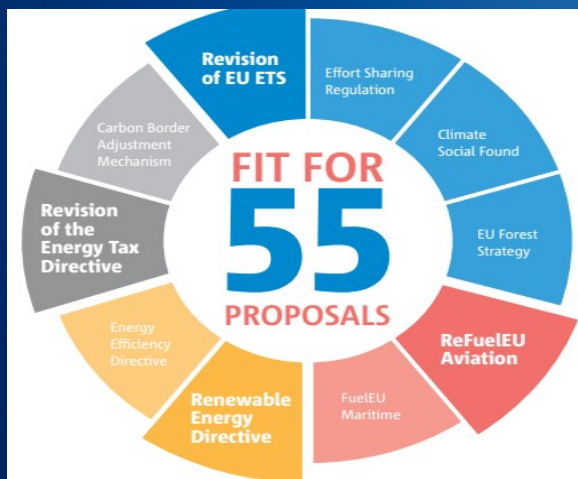 Revision
of EU ETS
Effort Sharing
Regulation
Climate
Social Found
EU Forest
Strategy
ReFuelEU
Aviation
FuelEU
Maritime
Renewable
Energy
Directive
Energy
Efficiency
Directive
Revision
of the
Energy Tax
Directive
Carbon Border
Adjustment
Mechanism
FIT FOR
55
PROPOSALS